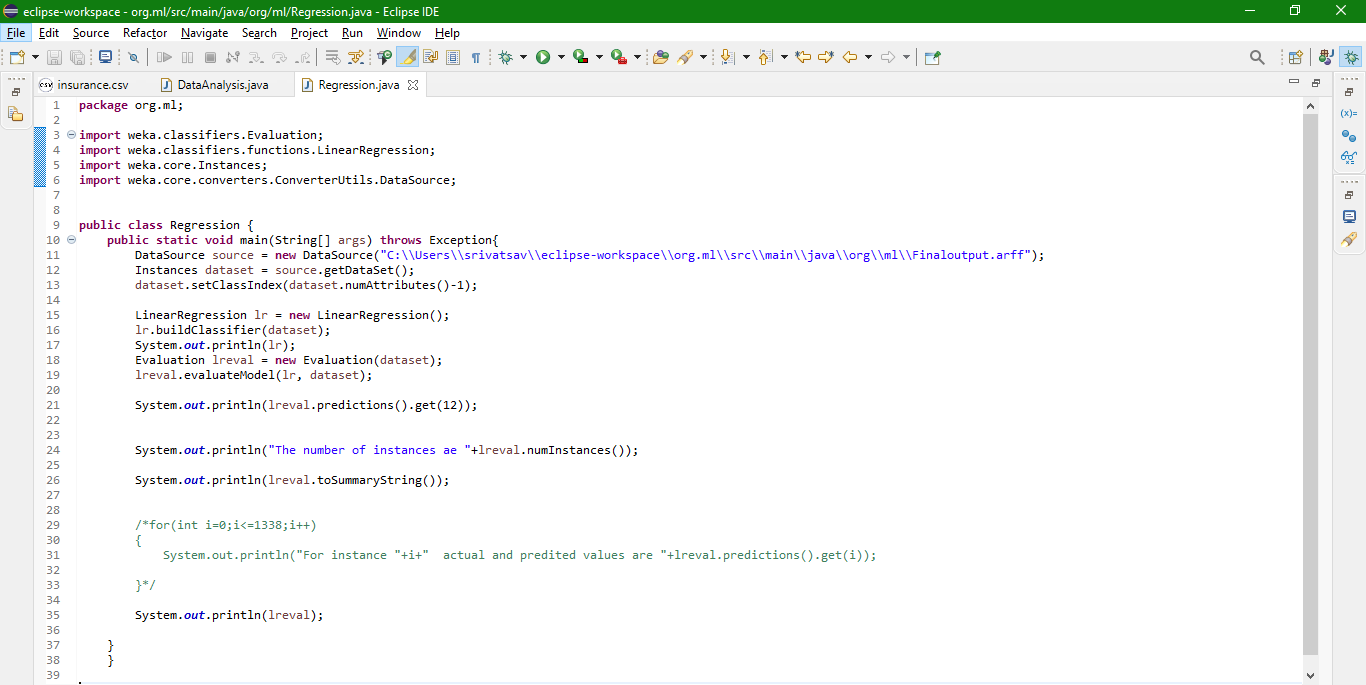 eclipse-workspace - org.ml/src/main/java/org/ml/Regression.java - Eclipse IDE
File Edit Source Refactor Navigate Search Project Run Window Help
insurance.csv DataAnalysis.java Regression.java
1 package org.ml;
2
3 import weka.classifiers.Evaluation;
4 import weka.classifiers.functions.LinearRegression;
5 import weka.core.Instances;
6 import weka.core.converters.ConverterUtils.DataSource;
7
8
9 public class Regression {
10 public static void main(String[] args) throws Exception{
11 DataSource source = new DataSource("C:\\Users\\srivatsav\\eclipse-workspace\\org.ml\\src\\main\\java\\org\\ml\\Finaloutput.arff");
12 Instances dataset = source.getDataSet();
13 dataset.setClassIndex(dataset.numAttributes()-1);
14
15 LinearRegression lr = new LinearRegression();
16 lr.buildClassifier(dataset);
17 System.out.println(lr);
18 Evaluation lreval = new Evaluation(dataset);
19 lreval.evaluateModel(lr, dataset);
20
21 System.out.println(lreval.predictions().get(12));
22
23
24 System.out.println("The number of instances ae "+lreval.numInstances());
25
26 System.out.println(lreval.toSummaryString());
27
28
29 /*for(int i=0;i<=1338;i++)
30 {
31 System.out.println("For instance "+i+"  actual and predited values are "+lreval.predictions().get(i));
32
33 }*/
34
35 System.out.println(lreval);
36
37 }
38 }
39